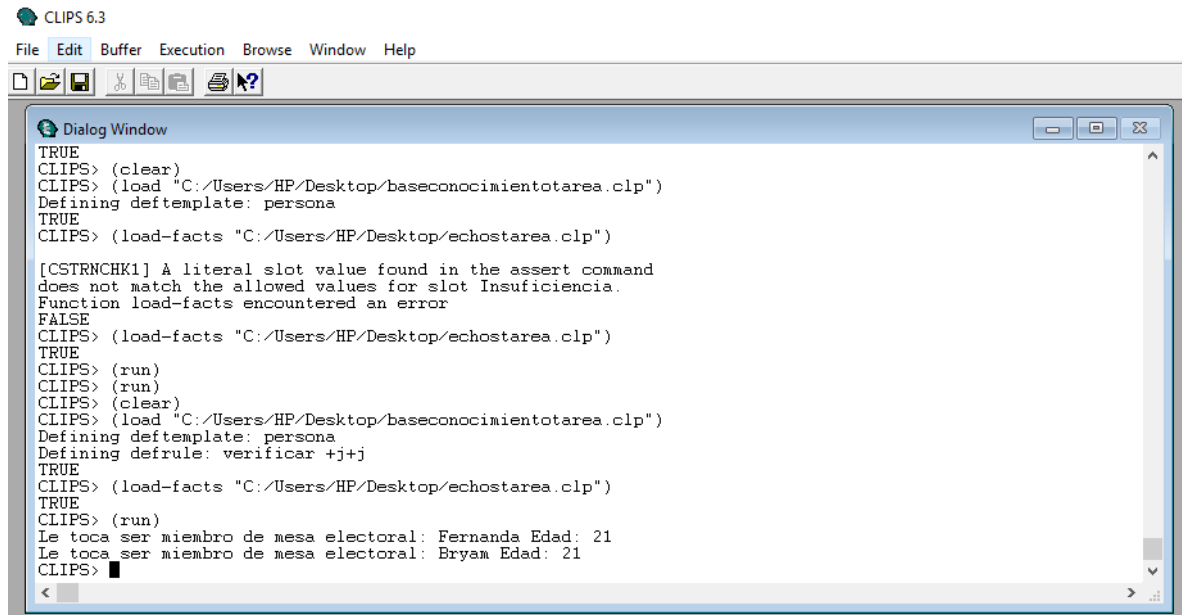 CLIPS 6.3
File Edit Buffer Execution Browse Window Help
Dialog Window
TRUE
CLIPS> (clear)
CLIPS> (load "C:/Users/HP/Desktop/baseconocimientotarea.clp")
Defining deftemplate: persona
TRUE
CLIPS> (load-facts "C:/Users/HP/Desktop/echostarea.clp")
[CSTRNCHK1] A literal slot value found in the assert command
does not match the allowed values for slot Insuficiencia.
Function load-facts encountered an error
FALSE
CLIPS> (load-facts "C:/Users/HP/Desktop/echostarea.clp")
TRUE
CLIPS> (run)
CLIPS> (run)
CLIPS> (clear)
CLIPS> (load "C:/Users/HP/Desktop/baseconocimientotarea.clp")
Defining deftemplate: persona
Defining defrule: verificar +j+j
TRUE
CLIPS> (load-facts "C:/Users/HP/Desktop/echostarea.clp")
TRUE
CLIPS> (run)
Le toca ser miembro de mesa electoral: Fernanda Edad: 21
Le toca ser miembro de mesa electoral: Bryam Edad: 21
CLIPS>